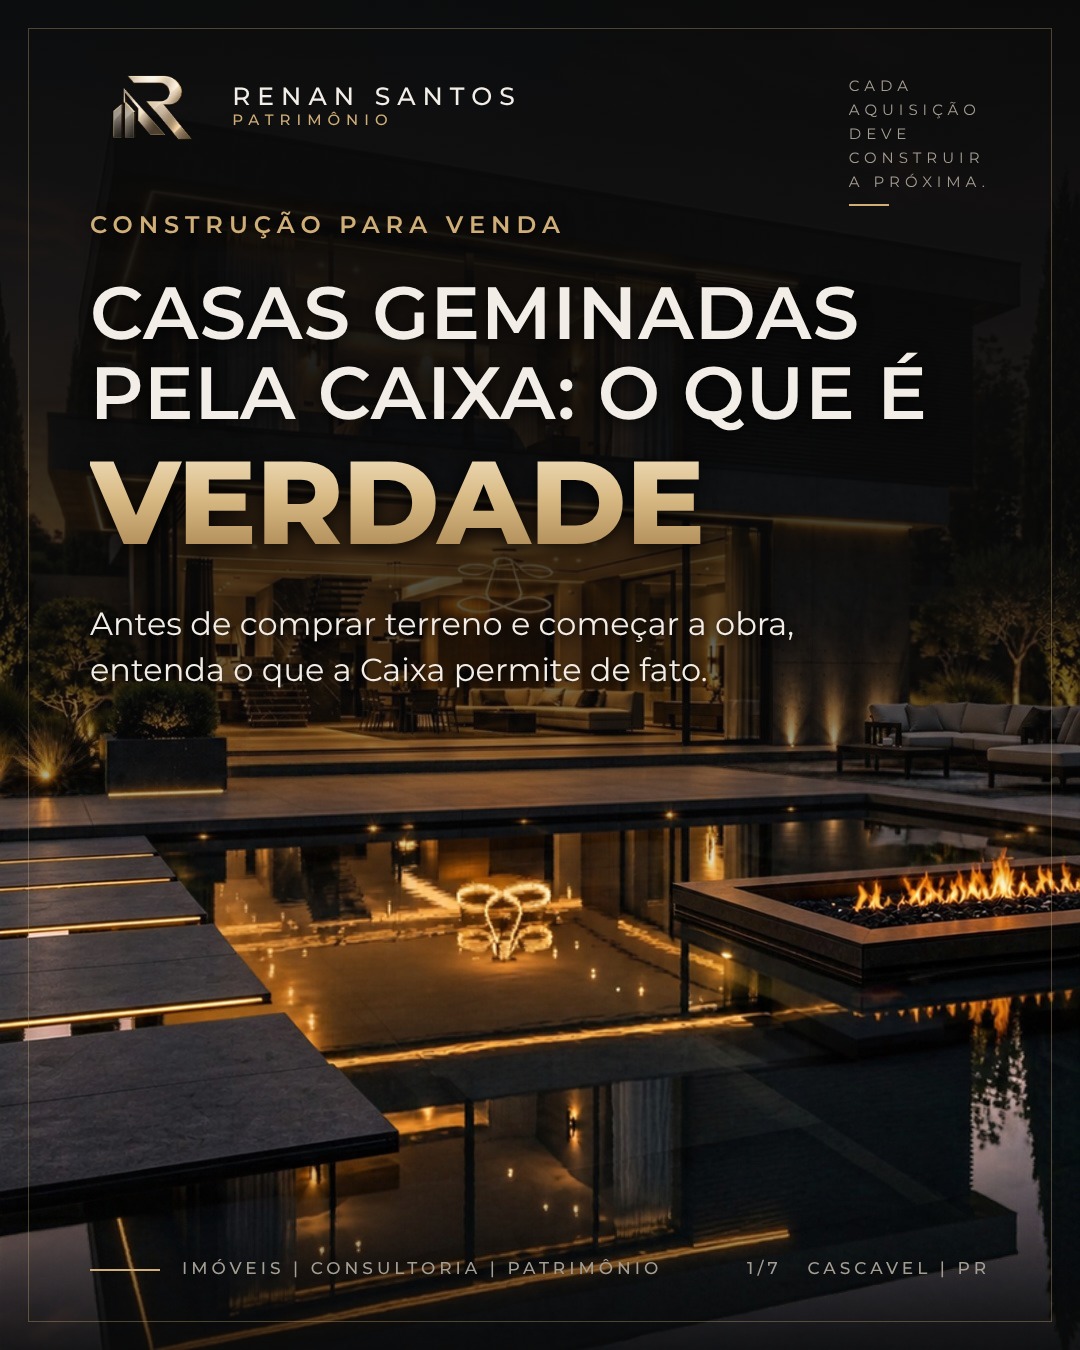 RENAN SANTOS
PATRIMÔNIO
CADA
AQUISIÇÃO
DEVE
CONSTRUIR
A PRÓXIMA.
CONSTRUÇÃO PARA VENDA
CASAS GEMINADAS
PELA CAIXA: O QUE É
VERDADE
Antes de comprar terreno e começar a obra,
entenda o que a Caixa permite de fato.
IMÓVEIS | CONSULTORIA | PATRIMÔNIO
1/7 CASCAVEL | PR